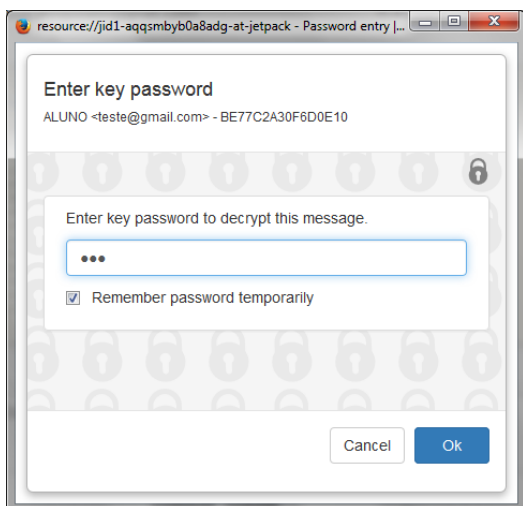 resource://jid1-aqqsmbyb0a8adg-at-jetpack - Password entry |...
Enter key password
ALUNO <teste@gmail.com> - BE77C2A30F6D0E10
Enter key password to decrypt this message.
•••
Remember password temporarily
Cancel Ok